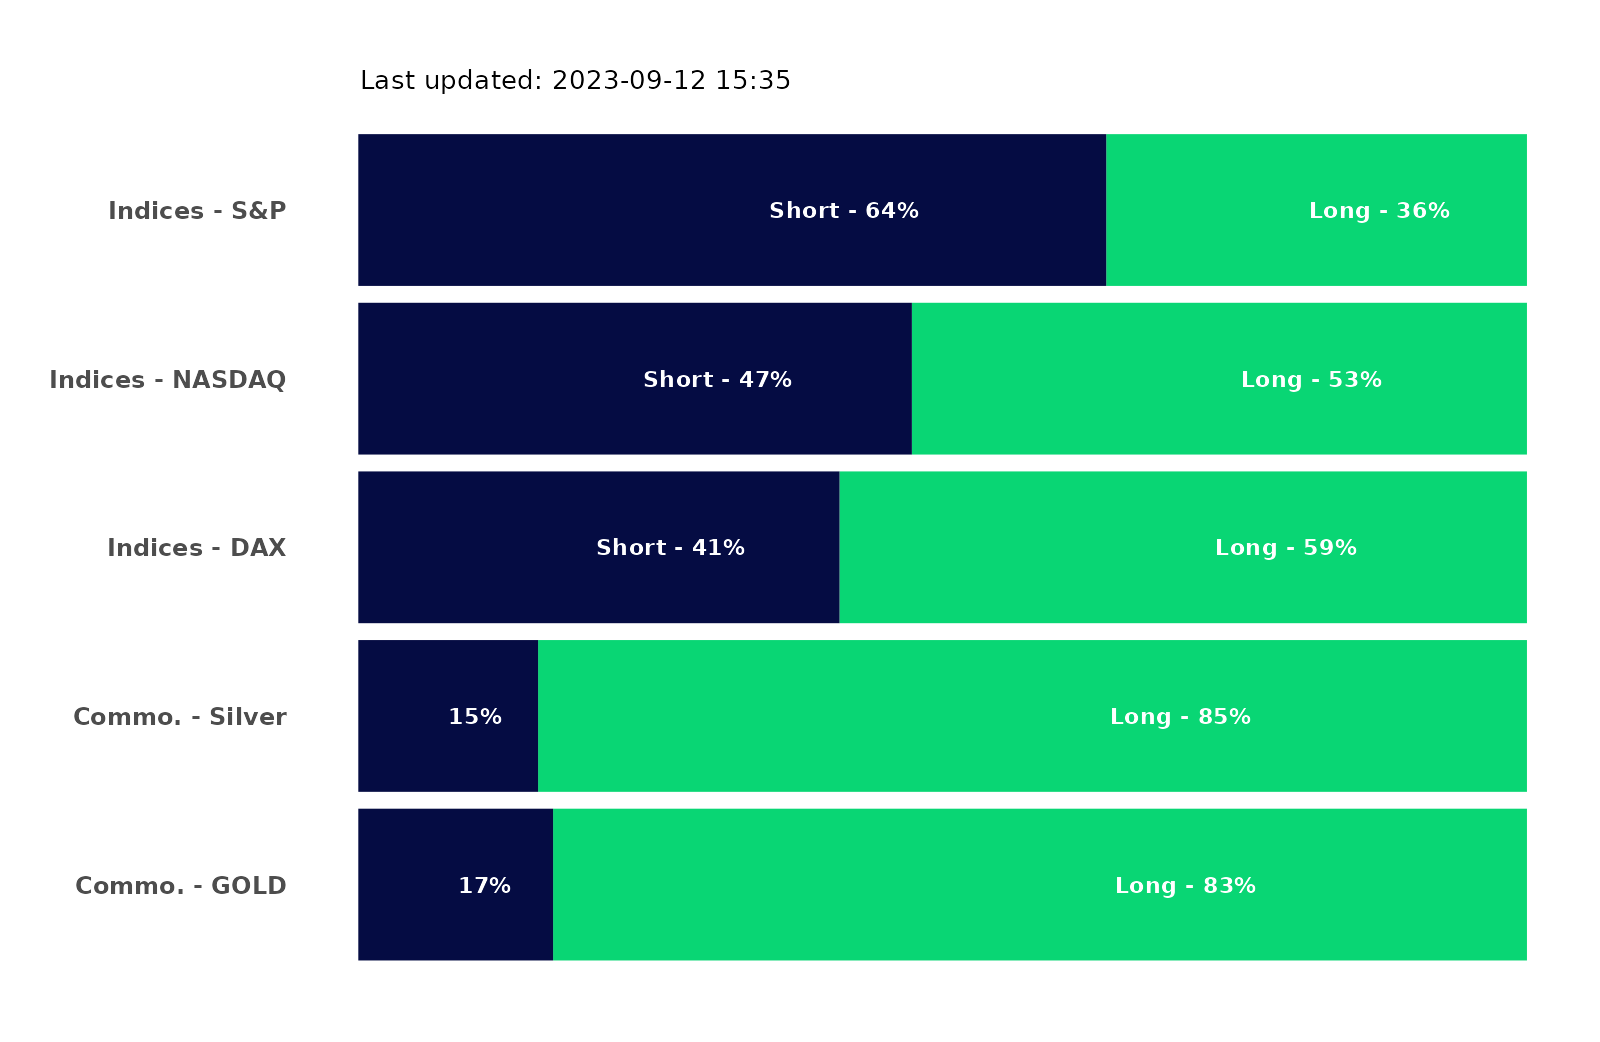 Last updated: 2023-09-12 15:35
Indices - S&P Short - 64% Long - 36%
Indices - NASDAQ Short - 47% Long - 53%
Indices - DAX Short - 41% Long - 59%
Commo. - Silver 15% Long - 85%
Commo. - GOLD 17% Long - 83%